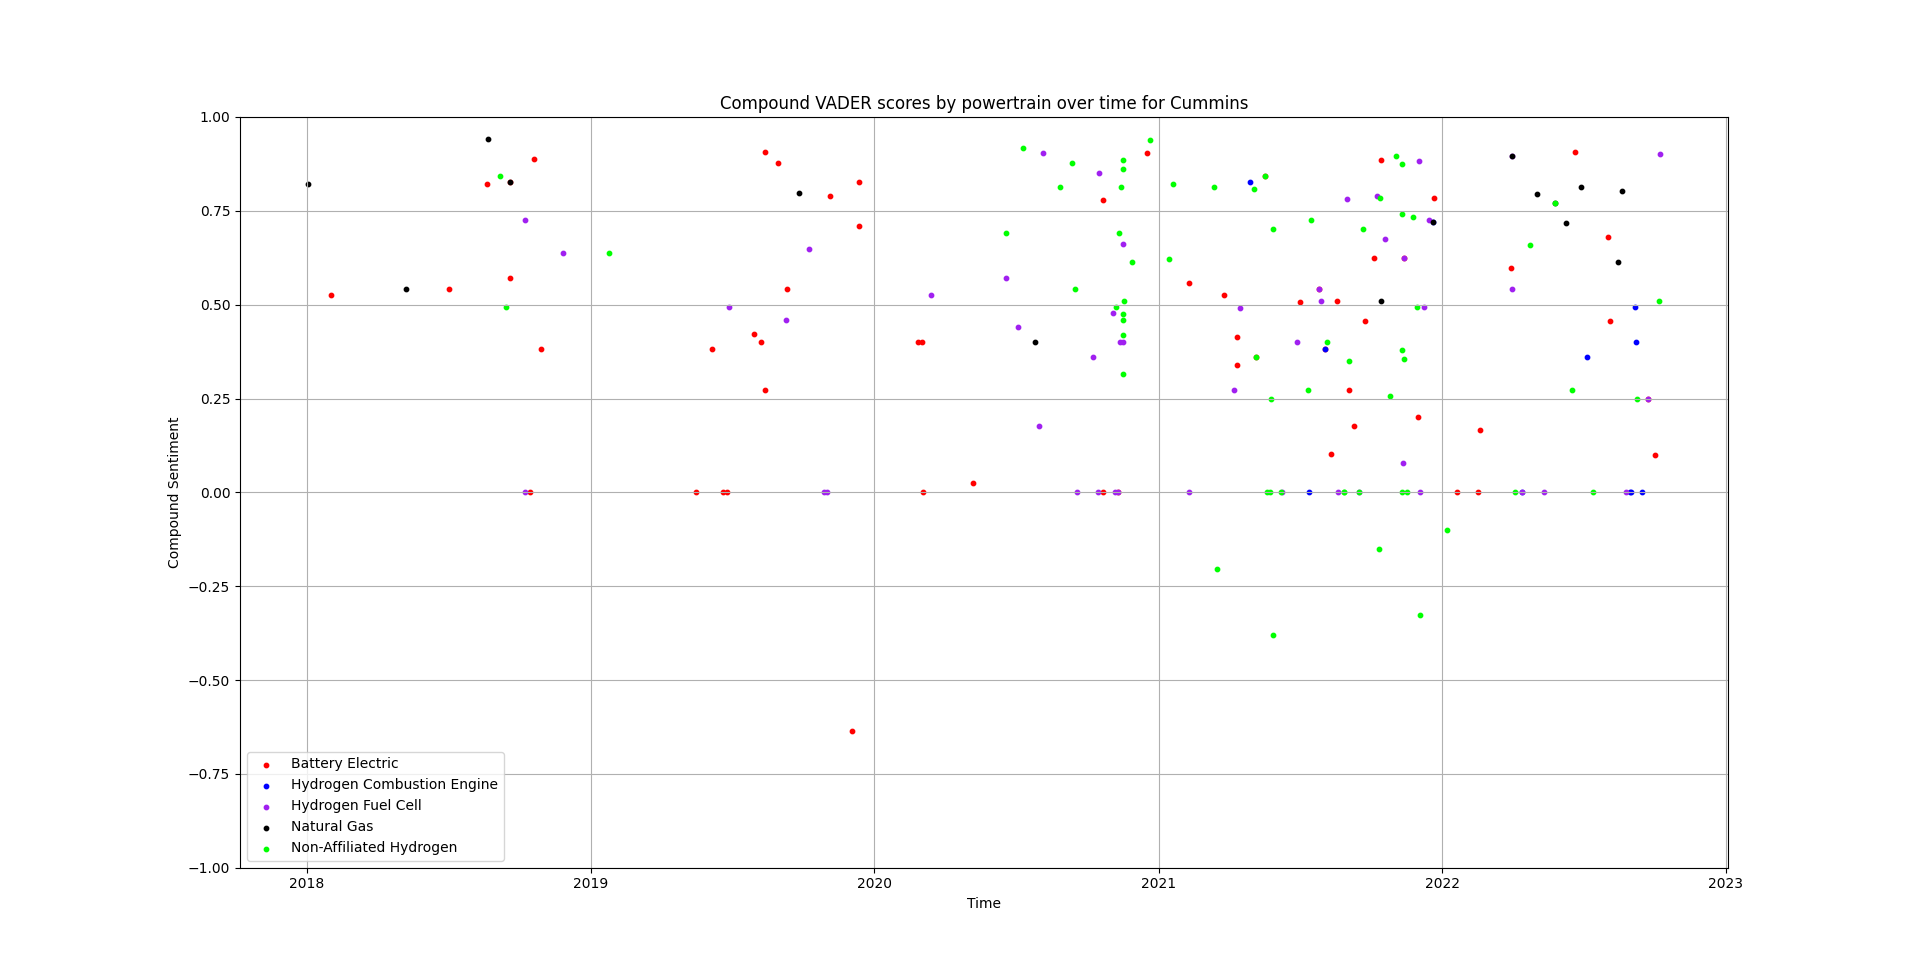 Compound VADER scores by powertrain over time for Cummins
1.00
0.75
0.50
0.25
0.00
−0.25
−0.50
−0.75
−1.00
Compound Sentiment
Battery Electric
Hydrogen Combustion Engine
Hydrogen Fuel Cell
Natural Gas
Non-Affiliated Hydrogen
2018 2019 2020 2021 2022 2023
Time